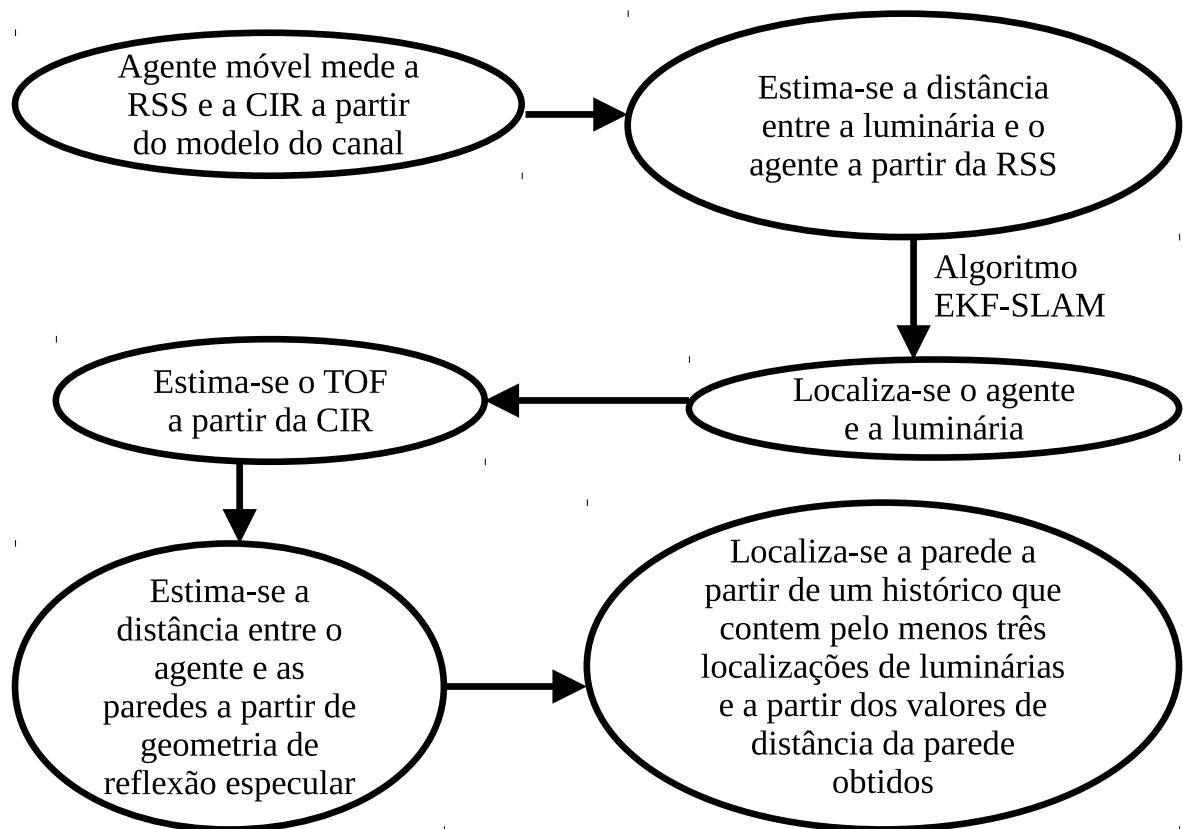 Agente móvel mede a
RSS e a CIR a partir
do modelo do canal
Estima-se a distância
entre a luminária e o
agente a partir da RSS
Algoritmo
EKF-SLAM
Localiza-se o agente
e a luminária
Estima-se o TOF
a partir da CIR
Estima-se a
distância entre o
agente e as
paredes a partir de
geometria de
reflexão especular
Localiza-se a parede a
partir de um histórico que
contem pelo menos três
localizações de luminárias
e a partir dos valores de
distância da parede
obtidos